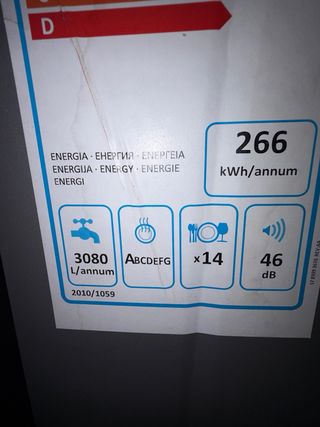 D
ENERGIA · ЕНЕРГИЯ · ΕΝΕΡΓΕΙΑ
ENERGIJA · ENERGY · ENERGIE
ENERGI
266
kWh/annum
3080
L/annum
ABCDEFG
x14
46
dB
2010/1059